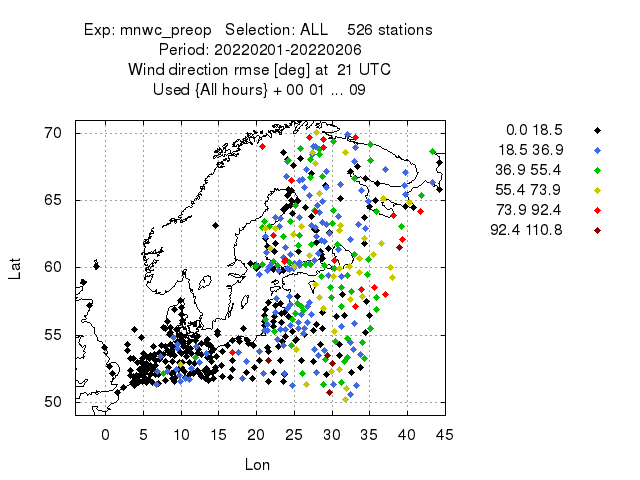 Exp: mnwc_preop Selection: ALL 526 stations
Period: 20220201-20220206
Wind direction rmse [deg] at 21 UTC
Used {All hours} + 00 01 ... 09
70
65
60
55
50
Lat
0 5 10 15 20 25 30 35 40 45
Lon
0.0 18.5
18.5 36.9
36.9 55.4
55.4 73.9
73.9 92.4
92.4 110.8